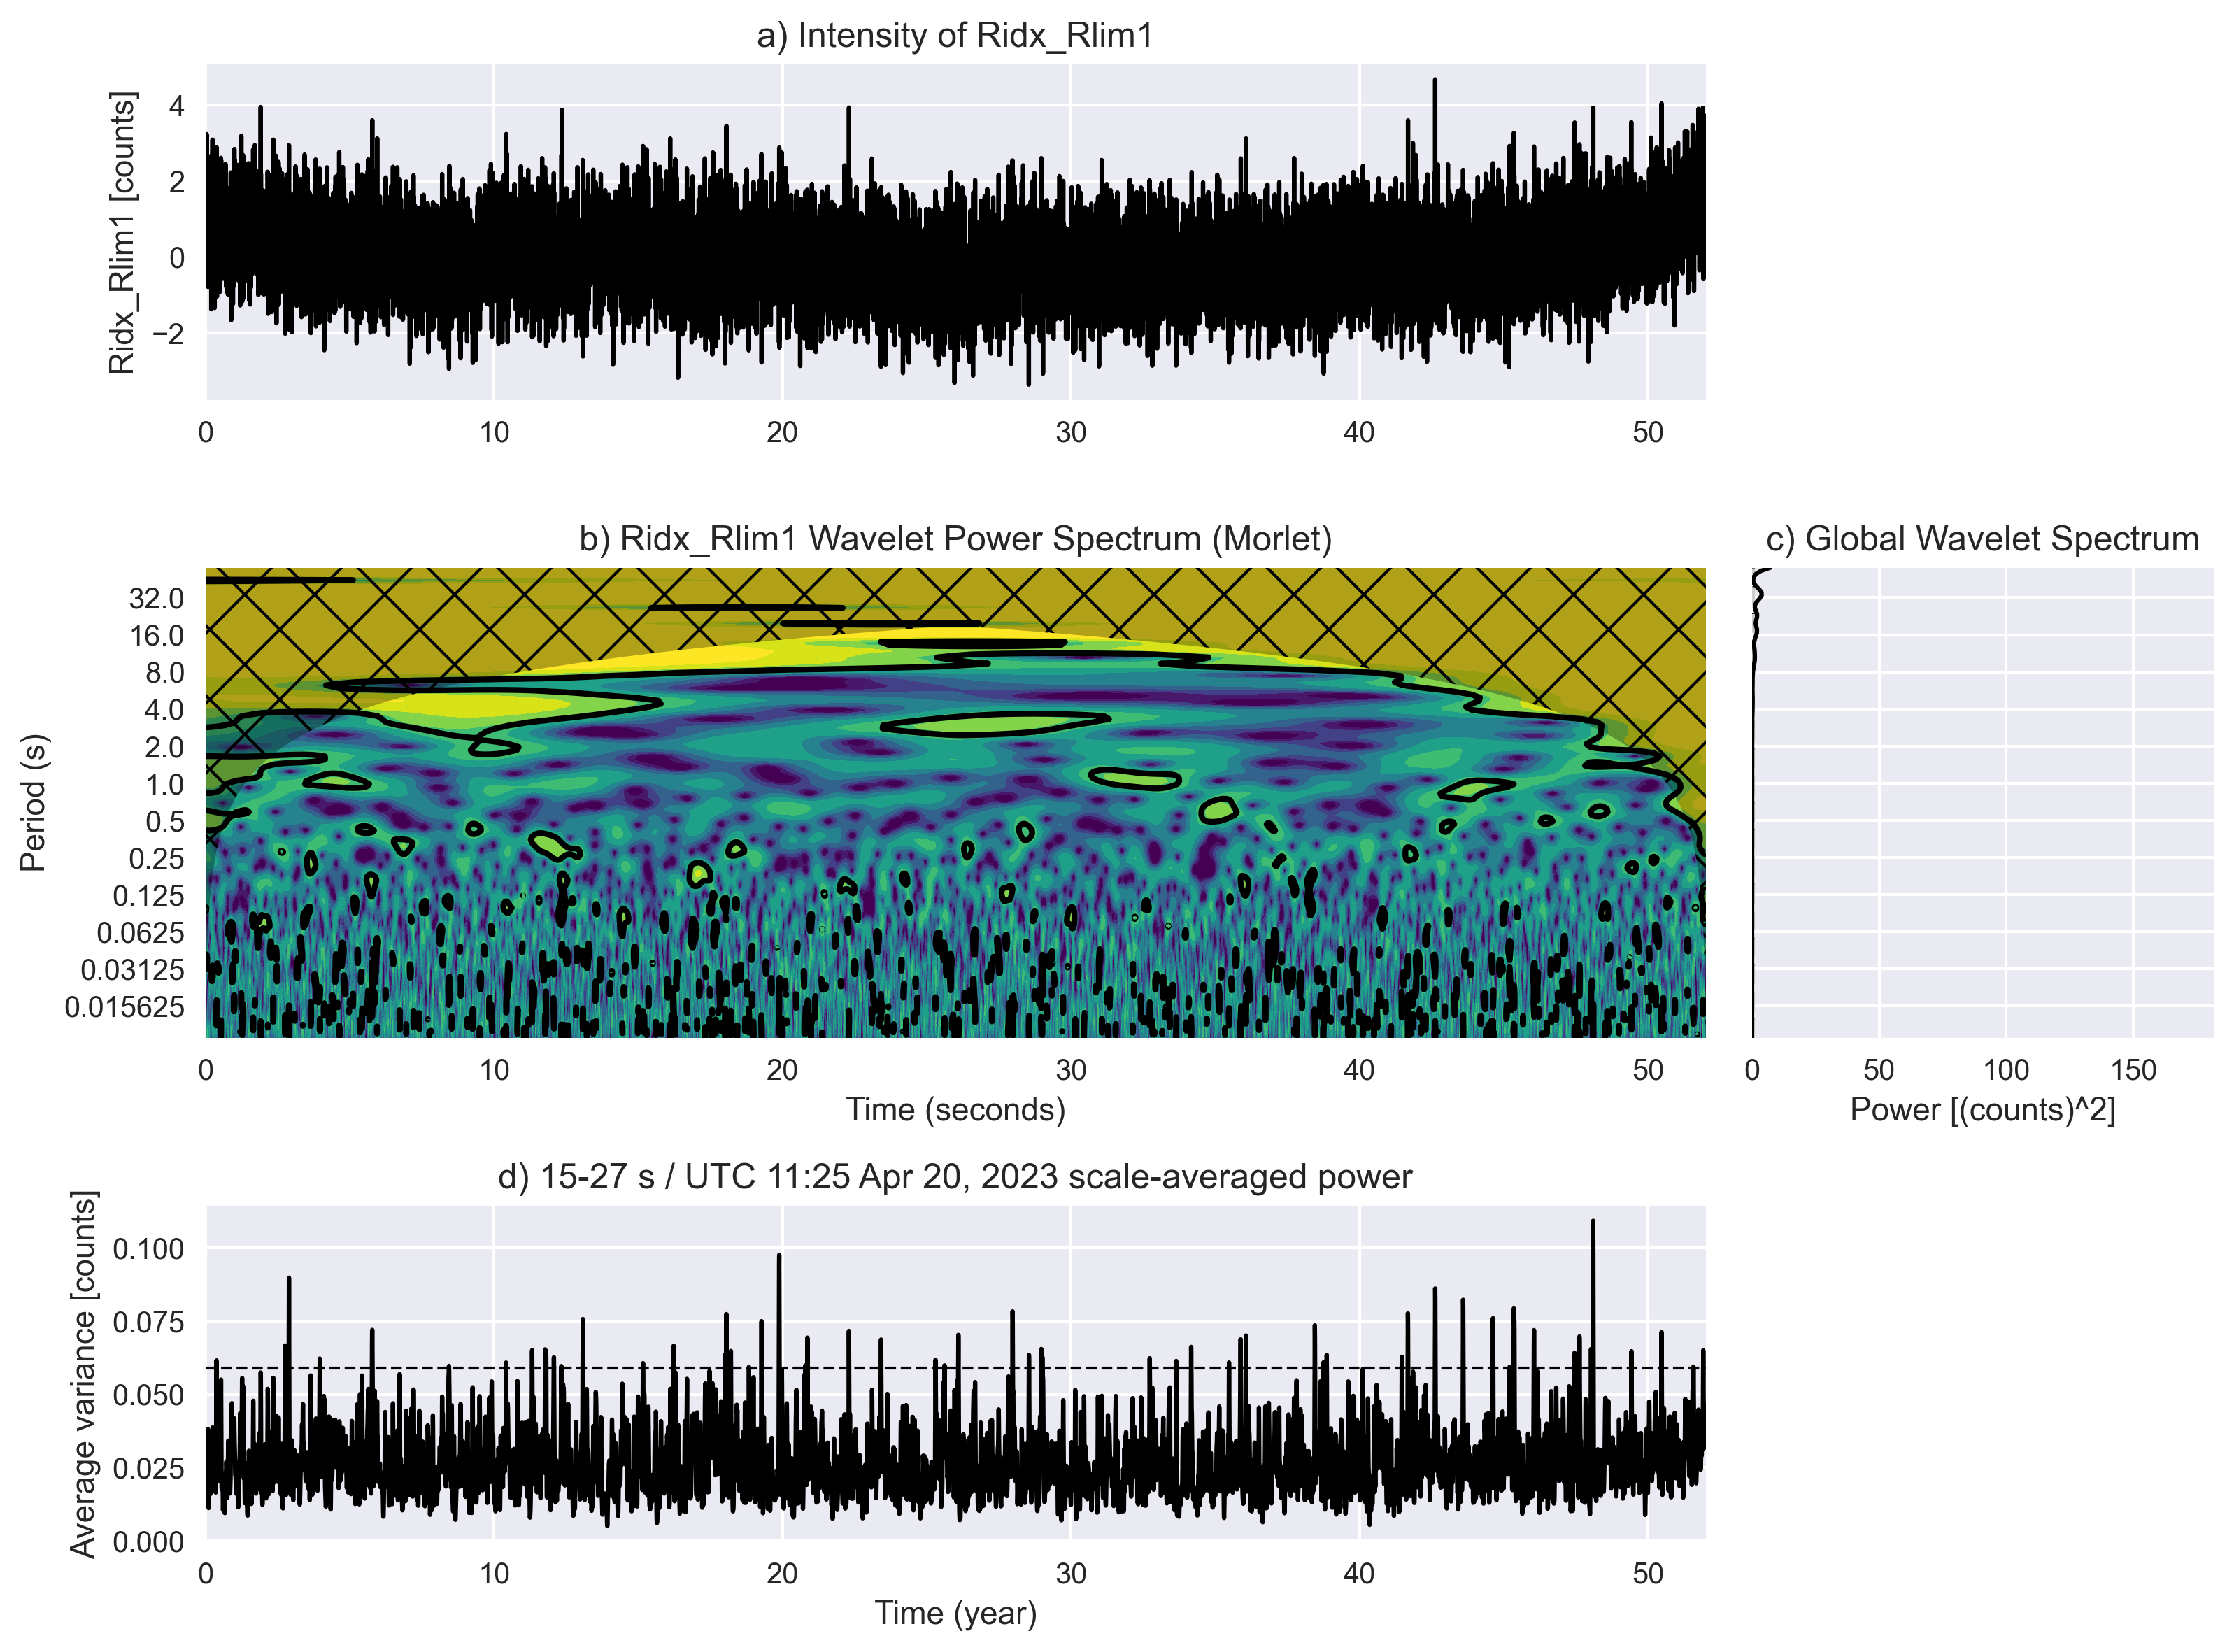 a) Intensity of Ridx_Rlim1
Ridx_Rlim1 [counts]
4
2
0
−2
0 10 20 30 40 50
b) Ridx_Rlim1 Wavelet Power Spectrum (Morlet)
Period (s)
32.0
16.0
8.0
4.0
2.0
1.0
0.5
0.25
0.125
0.0625
0.03125
0.015625
0 10 20 30 40 50
Time (seconds)
c) Global Wavelet Spectrum
0 50 100 150
Power [(counts)^2]
d) 15-27 s / UTC 11:25 Apr 20, 2023 scale-averaged power
Average variance [counts]
0.100
0.075
0.050
0.025
0.000
0 10 20 30 40 50
Time (year)